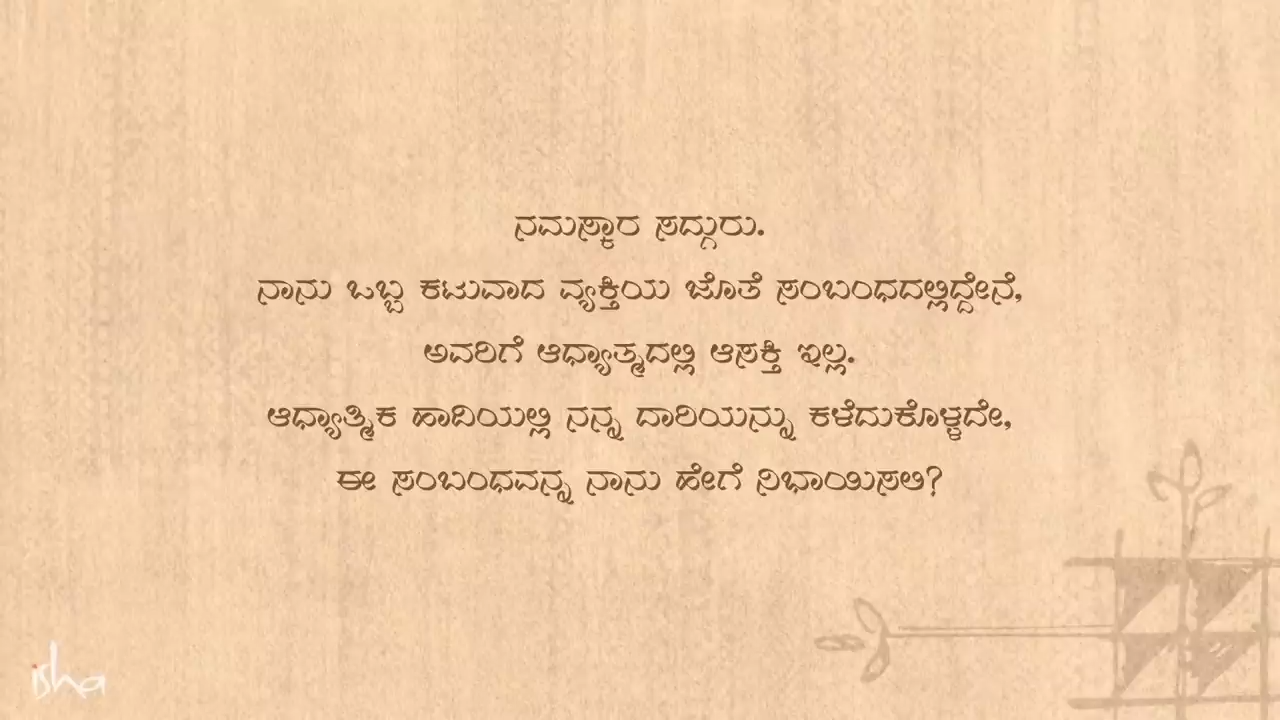 ನಮಸ್ಕಾರ ಸದ್ಗುರು.
ನಾನು ಒಬ್ಬ ಕಟುವಾದ ವ್ಯಕ್ತಿಯ ಜೊತೆ ಸಂಬಂಧದಲ್ಲಿದ್ದೇನೆ,
ಅವರಿಗೆ ಆಧ್ಯಾತ್ಮದಲ್ಲಿ ಆಸಕ್ತಿ ಇಲ್ಲ.
ಆಧ್ಯಾತ್ಮಿಕ ಹಾದಿಯಲ್ಲಿ ನನ್ನ ದಾರಿಯನ್ನು ಕಳೆದುಕೊಳ್ಳದೇ,
ಈ ಸಂಬಂಧವನ್ನ ನಾನು ಹೇಗೆ ನಿಭಾಯಿಸಲಿ?
isha